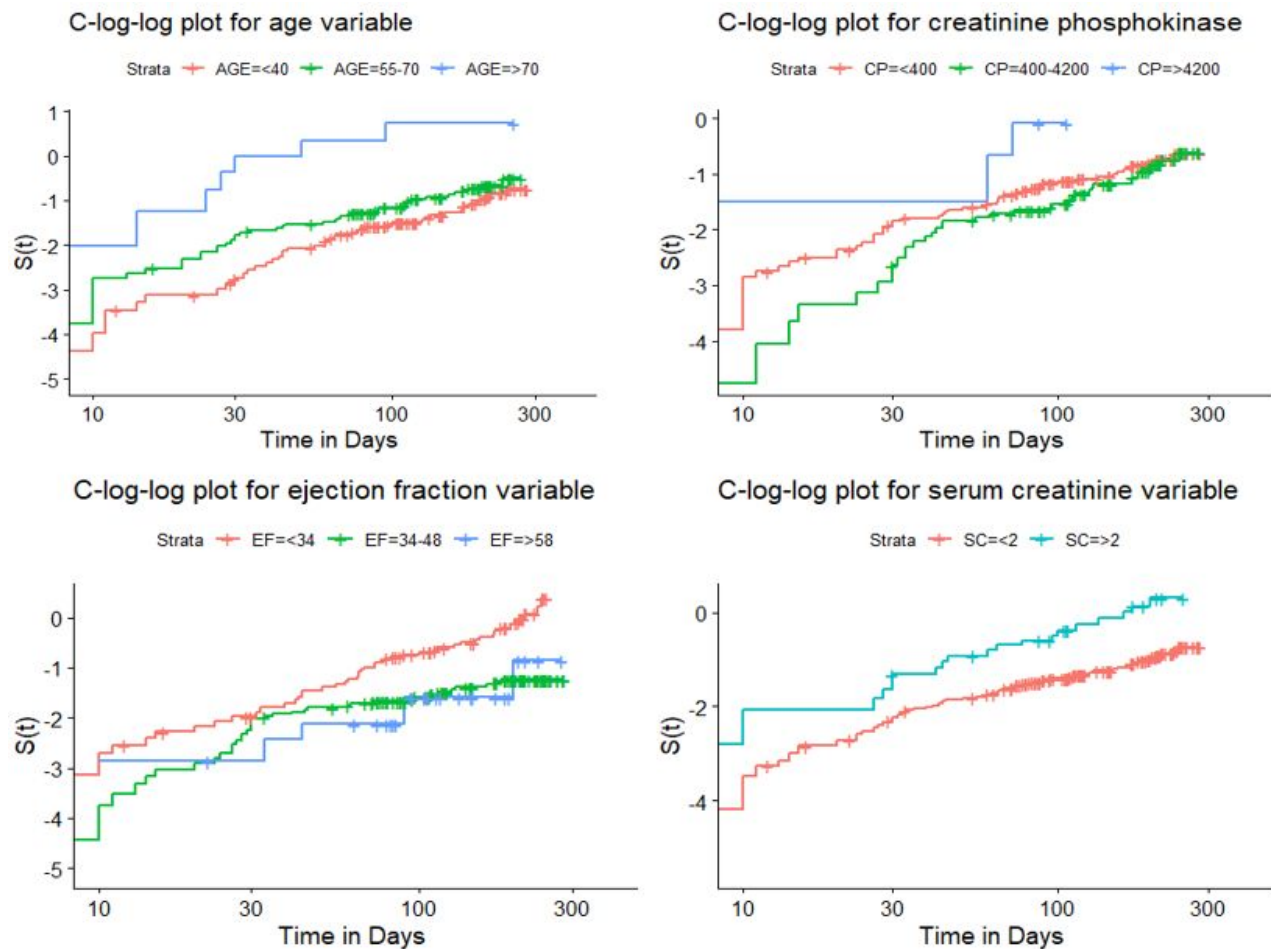 C-log-log plot for age variable
Strata AGE=<40 AGE=55-70 AGE=>70
1
0
-1
-2
-3
-4
-5
S(t)
10 30 100 300
Time in Days
C-log-log plot for creatinine phosphokinase
Strata CP=<400 CP=400-4200 CP=>4200
0
-1
-2
-3
-4
S(t)
10 30 100 300
Time in Days
C-log-log plot for ejection fraction variable
Strata EF=<34 EF=34-48 EF=>58
0
-1
-2
-3
-4
-5
S(t)
10 30 100 300
Time in Days
C-log-log plot for serum creatinine variable
Strata SC=<2 SC=>2
0
-2
-4
S(t)
10 30 100 300
Time in Days